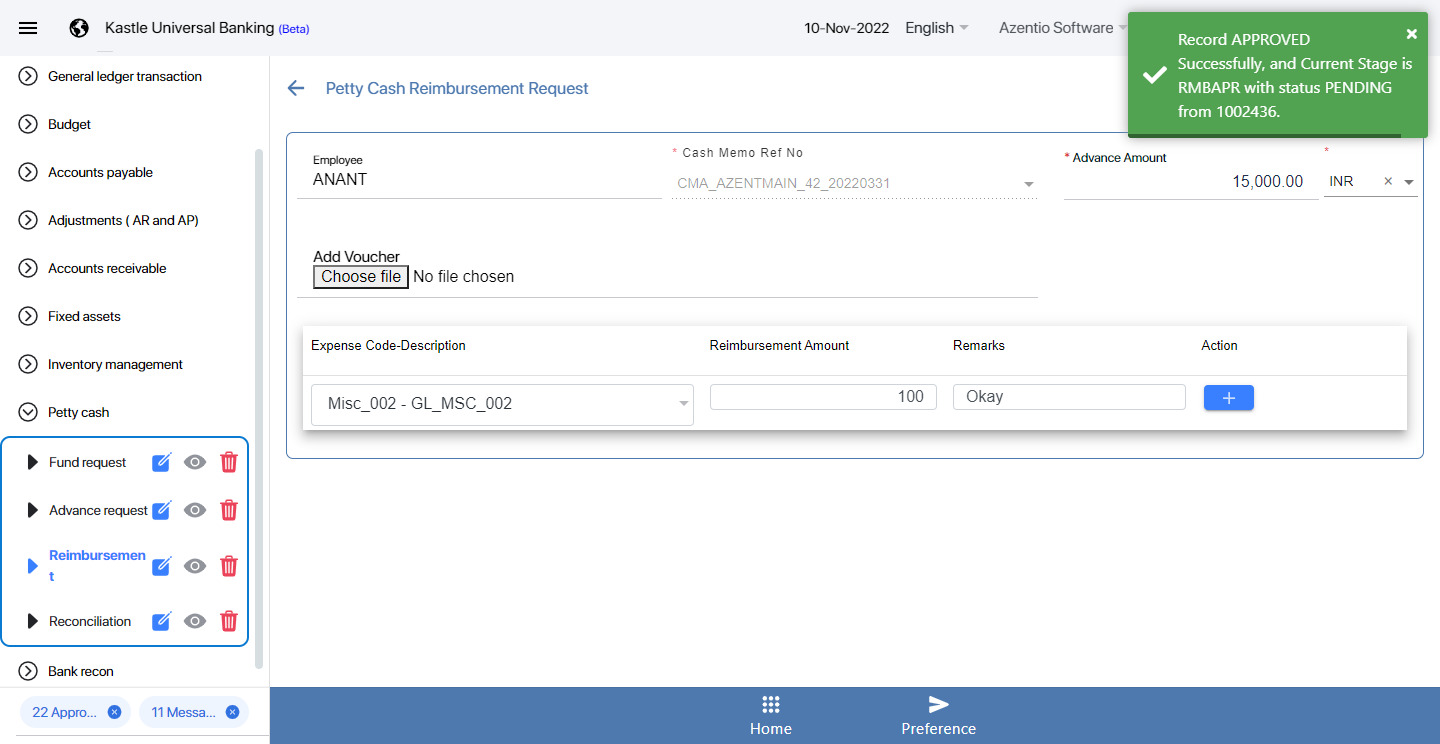 Kastle Universal Banking (Beta)
10-Nov-2022
English
Azentio Software
Record APPROVED
Successfully, and Current Stage is
RMBAPR with status PENDING
from 1002436.
General ledger transaction
Budget
Accounts payable
Adjustments ( AR and AP)
Accounts receivable
Fixed assets
Inventory management
Petty cash
Fund request
Advance request
Reimbursemen
t
Reconciliation
Bank recon
22 Appro...
11 Messa...
Petty Cash Reimbursement Request
Employee
ANANT
* Cash Memo Ref No
CMA_AZENTMAIN_42_20220331
* Advance Amount
15,000.00
*
INR
Add Voucher
Choose file No file chosen
Expense Code-Description
Reimbursement Amount
Remarks
Action
Misc_002 - GL_MSC_002
100
Okay
Home
Preference